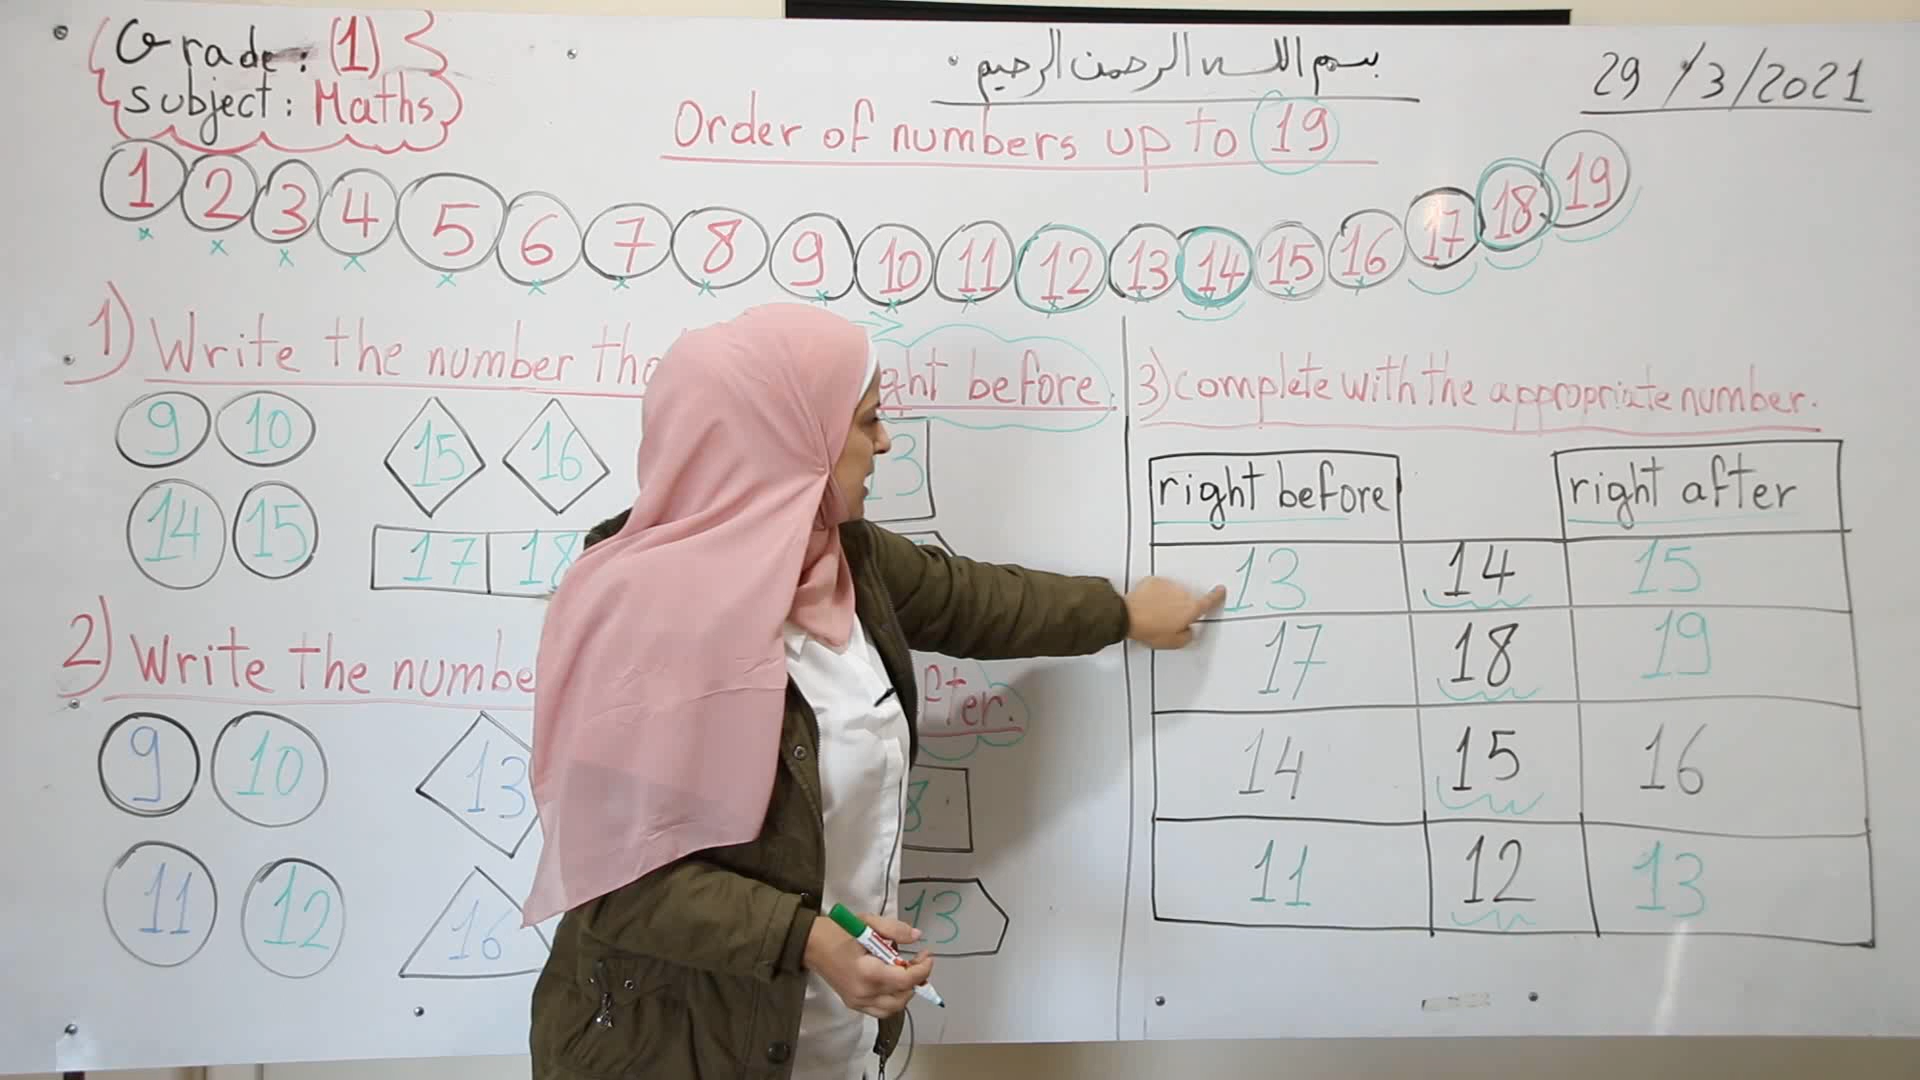 Grade: (1)
Subject: Maths
بسم الله الرحمن الرحيم
29/3/2021
Order of numbers up to 19
1 2 3 4 5 6 7 8 9 10 11 12 13 14 15 16 17 18 19
1) Write the number before.
9 10 15 16
14 15 17 18
2) Write the
9 10 13
11 12 16 13
3) Complete with the appropriate number.
right before right after
13 14 15
17 18 19
14 15 16
11 12 13